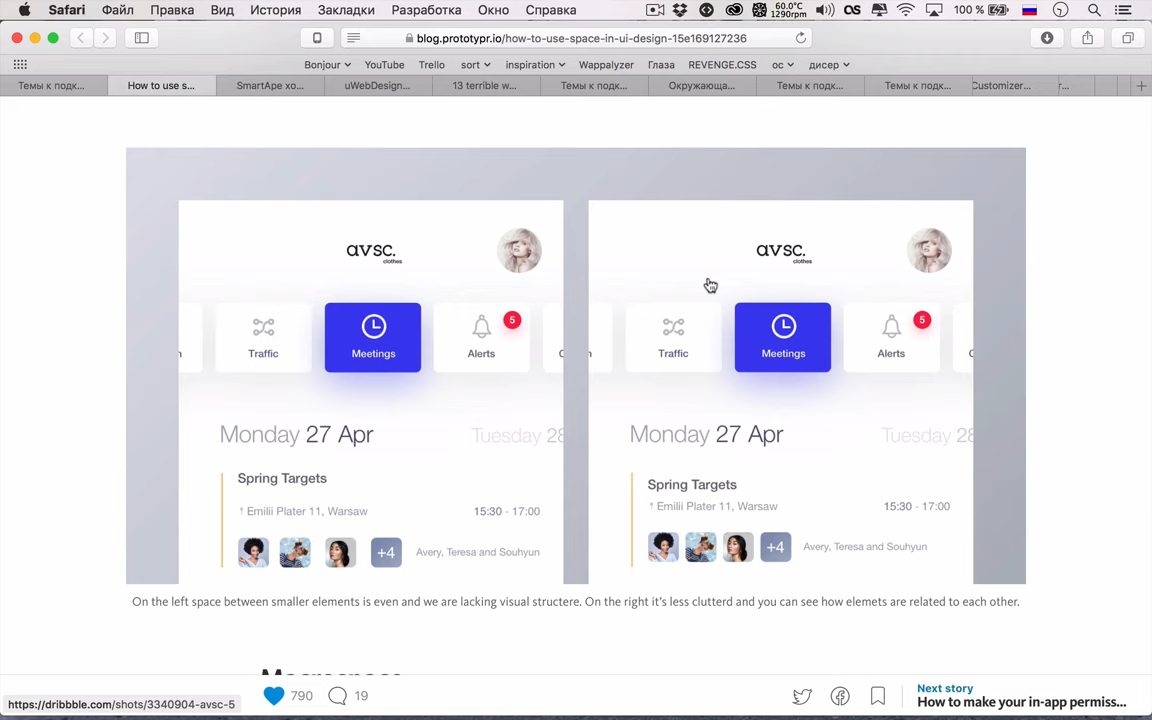 Safari Файл Правка Вид История Закладки Разработка Окно Справка 60.0°C 1290rpm 100 %
blog.prototypr.io/how-to-use-space-in-ui-design-15e169127236
Bonjour YouTube Trello sort inspiration Wappalyzer Глаза REVENGE.CSS ос дисер
Темы к подк... How to use s... SmartApe хо... uWebDesign... 13 terrible w... Темы к подк... Окружающа... Темы к подк... Темы к подк... Customizer...
avsc. avsc.
clothes clothes
5 5
Traffic Meetings Alerts Traffic Meetings Alerts
Monday 27 Apr Tuesday 28 Monday 27 Apr Tuesday 28
Spring Targets Spring Targets
Emilii Plater 11, Warsaw 15:30 - 17:00 Emilii Plater 11, Warsaw 15:30 - 17:00
+4 Avery, Teresa and Souhyun +4 Avery, Teresa and Souhyun
On the left space between smaller elements is even and we are lacking visual structere. On the right it's less clutterd and you can see how elemets are related to each other.
Macrospace
790 19
Next story
How to make your in-app permiss...
https://dribbble.com/shots/3340904-avsc-5